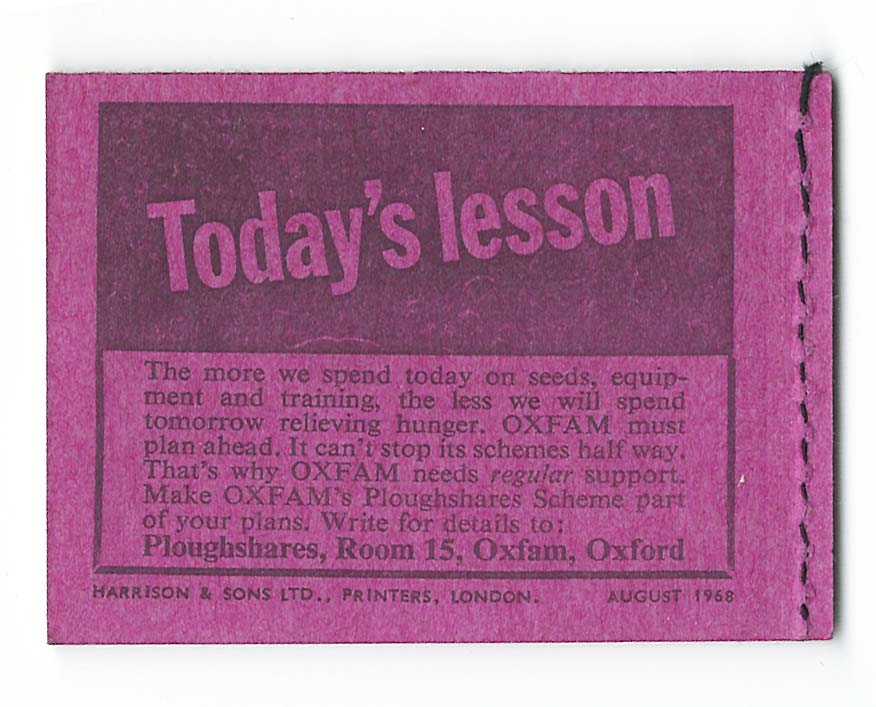 Today's lesson
The more we spend today on seeds, equip-
ment and training, the less we will spend
tomorrow relieving hunger. OXFAM must
plan ahead. It can't stop its schemes half way.
That's why OXFAM needs regular support.
Make OXFAM's Ploughshares Scheme part
of your plans. Write for details to:
Ploughshares, Room 15, Oxfam, Oxford
HARRISON & SONS LTD., PRINTERS, LONDON. AUGUST 1968